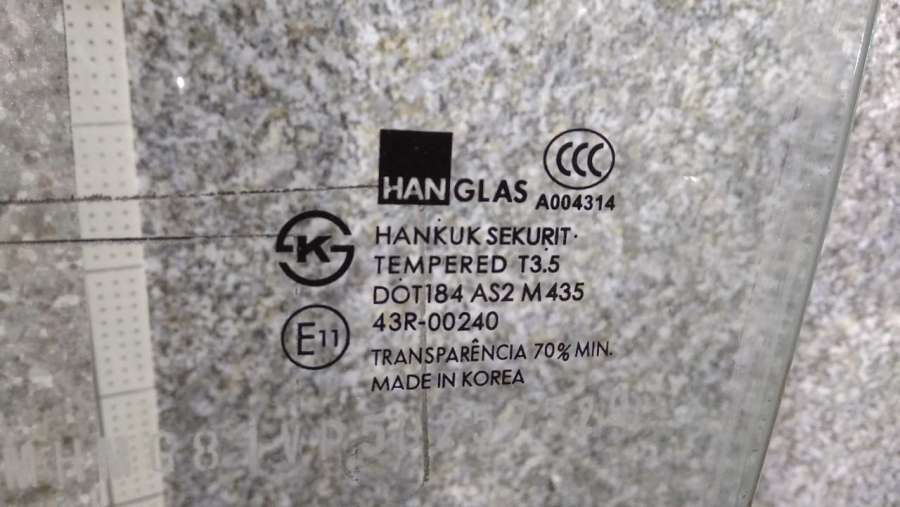 HANGLAS
CCC
A004314
K
HANKUK SEKURIT·
TEMPERED T3.5
DOT184 AS2 M435
E11
43R-00240
TRANSPARÊNCIA 70% MIN.
MADE IN KOREA